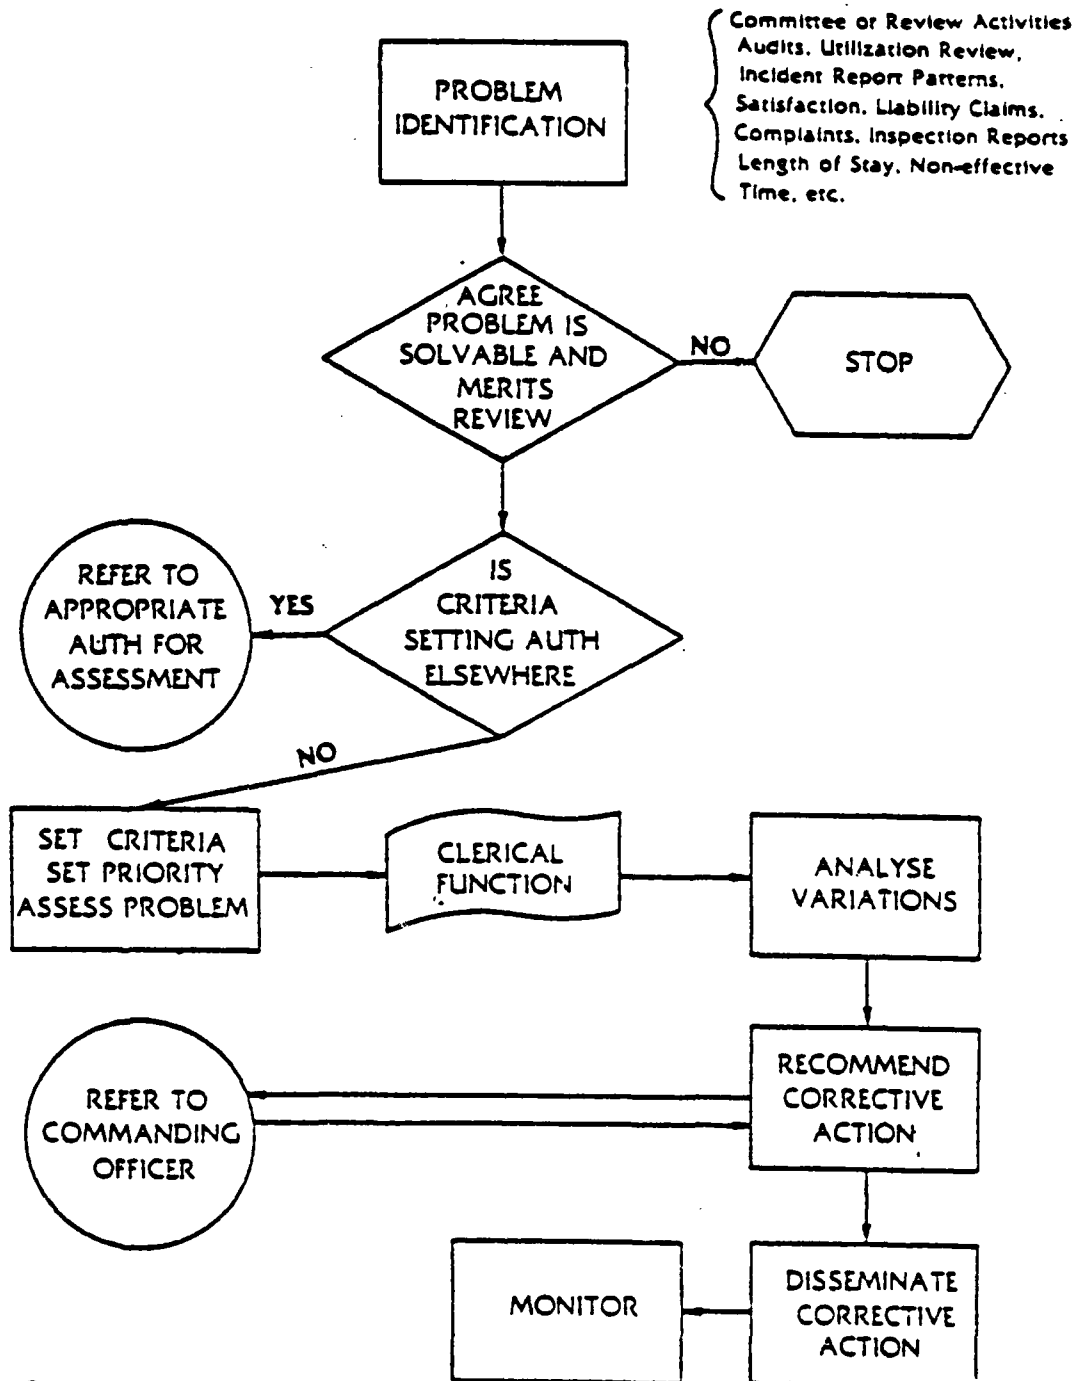 Committee or Review Activities
Audits, Utilization Review,
Incident Report Patterns,
Satisfaction, Liability Claims,
Complaints, Inspection Reports
Length of Stay, Non-effective
Time, etc.
PROBLEM
IDENTIFICATION
AGREE
PROBLEM IS
SOLVABLE AND
MERITS
REVIEW
NO
STOP
IS
CRITERIA
SETTING AUTH
ELSEWHERE
YES
REFER TO
APPROPRIATE
AUTH FOR
ASSESSMENT
NO
SET CRITERIA
SET PRIORITY
ASSESS PROBLEM
CLERICAL
FUNCTION
ANALYSE
VARIATIONS
RECOMMEND
CORRECTIVE
ACTION
REFER TO
COMMANDING
OFFICER
DISSEMINATE
CORRECTIVE
ACTION
MONITOR